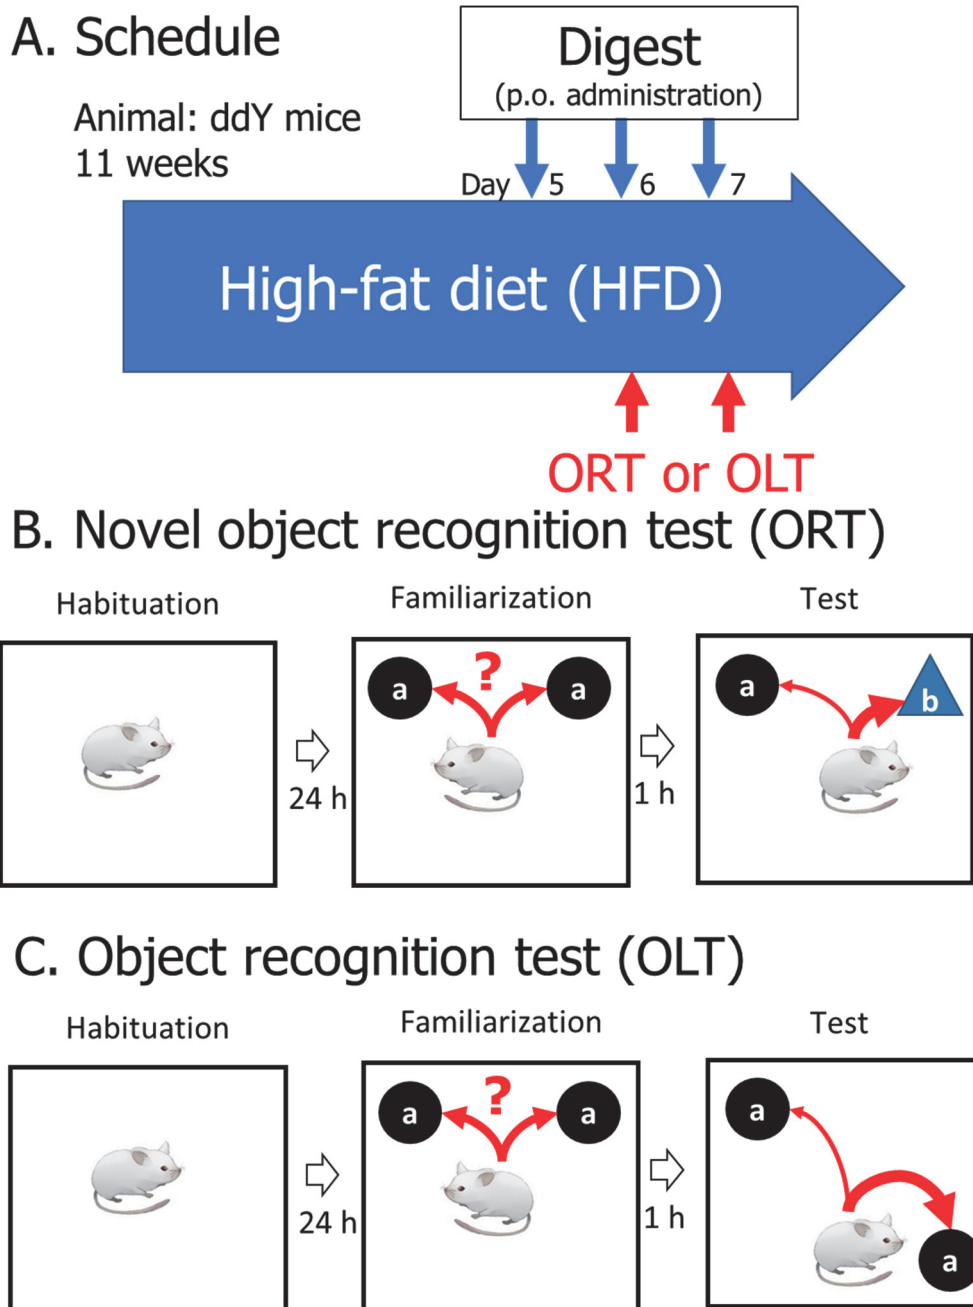 A. Schedule
Digest
(p.o. administration)
Animal: ddY mice
11 weeks
Day 5 6 7
High-fat diet (HFD)
ORT or OLT
B. Novel object recognition test (ORT)
Habituation Familiarization Test
a ? a a b
24 h 1 h
C. Object recognition test (OLT)
Habituation Familiarization Test
a ? a a
24 h 1 h
a